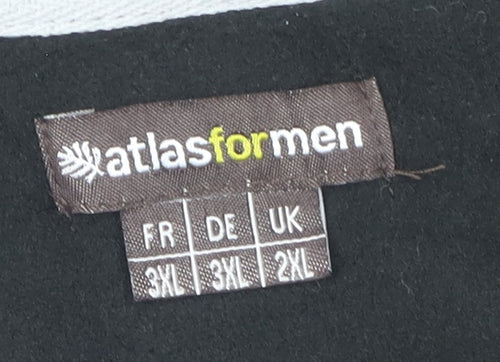 atlasformen
FR DE UK
3XL 3XL 2XL